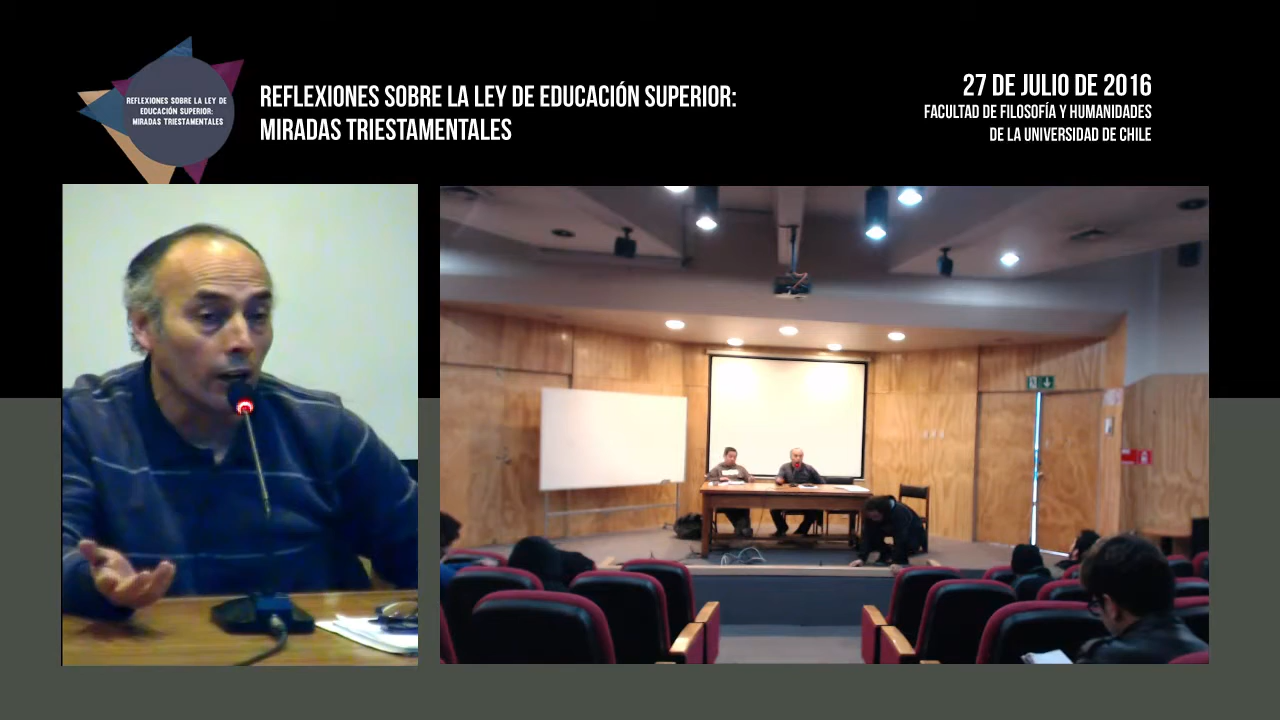 REFLEXIONES SOBRE LA LEY DE
EDUCACIÓN SUPERIOR:
MIRADAS TRIESTAMENTALES
REFLEXIONES SOBRE LA LEY DE EDUCACIÓN SUPERIOR:
MIRADAS TRIESTAMENTALES
27 DE JULIO DE 2016
FACULTAD DE FILOSOFÍA Y HUMANIDADES
DE LA UNIVERSIDAD DE CHILE